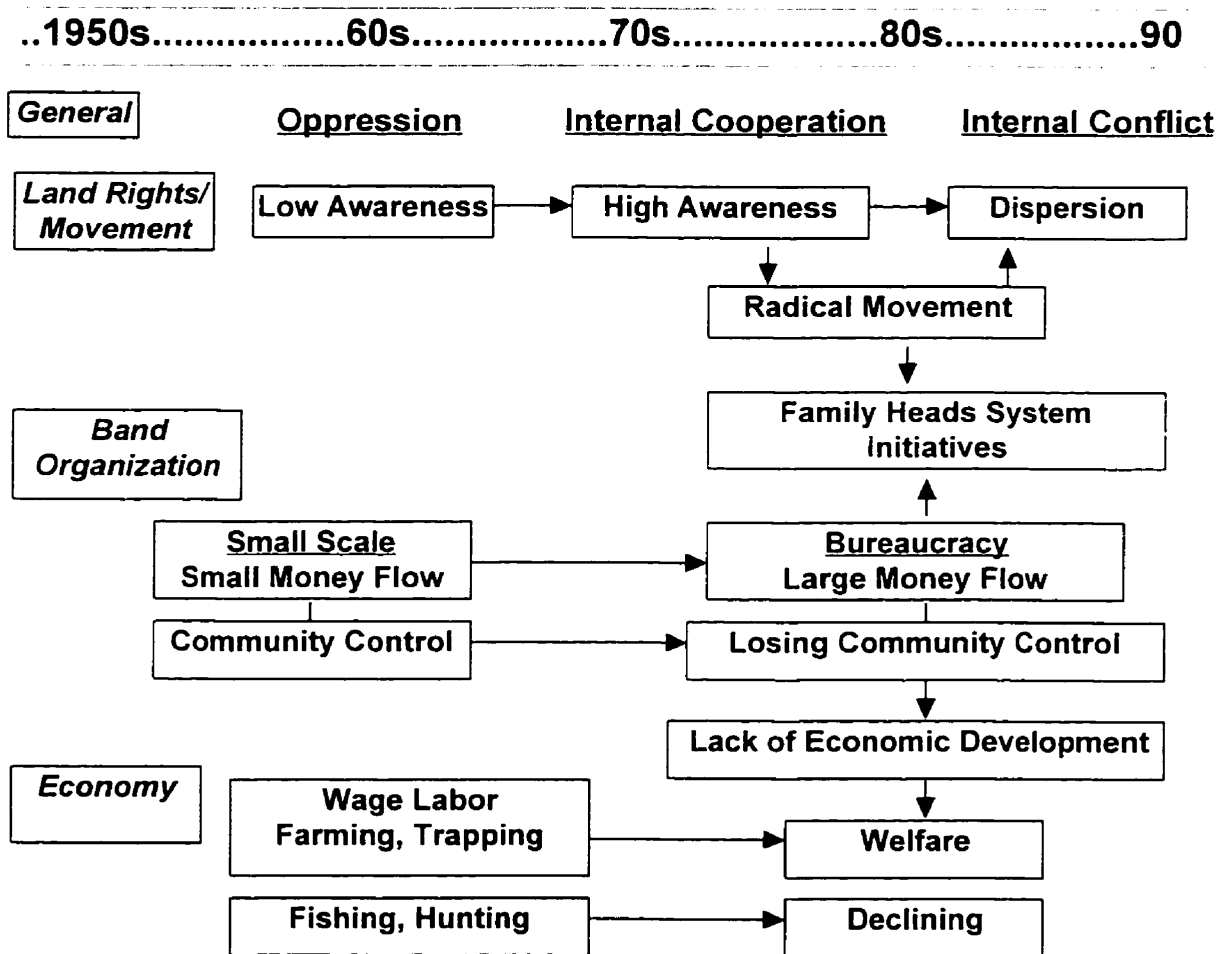 ..1950s..................60s..................70s....................80s..................90
General
Oppression
Internal Cooperation
Internal Conflict
Land Rights/
Movement
Low Awareness
High Awareness
Dispersion
Radical Movement
Family Heads System
Initiatives
Band
Organization
Small Scale
Small Money Flow
Bureaucracy
Large Money Flow
Community Control
Losing Community Control
Lack of Economic Development
Economy
Wage Labor
Farming, Trapping
Welfare
Fishing, Hunting
Declining